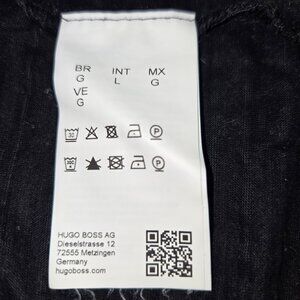 BR INT MX
G L G
VE
G
HUGO BOSS AG
Dieselstrasse 12
72555 Metzingen
Germany
hugoboss.com